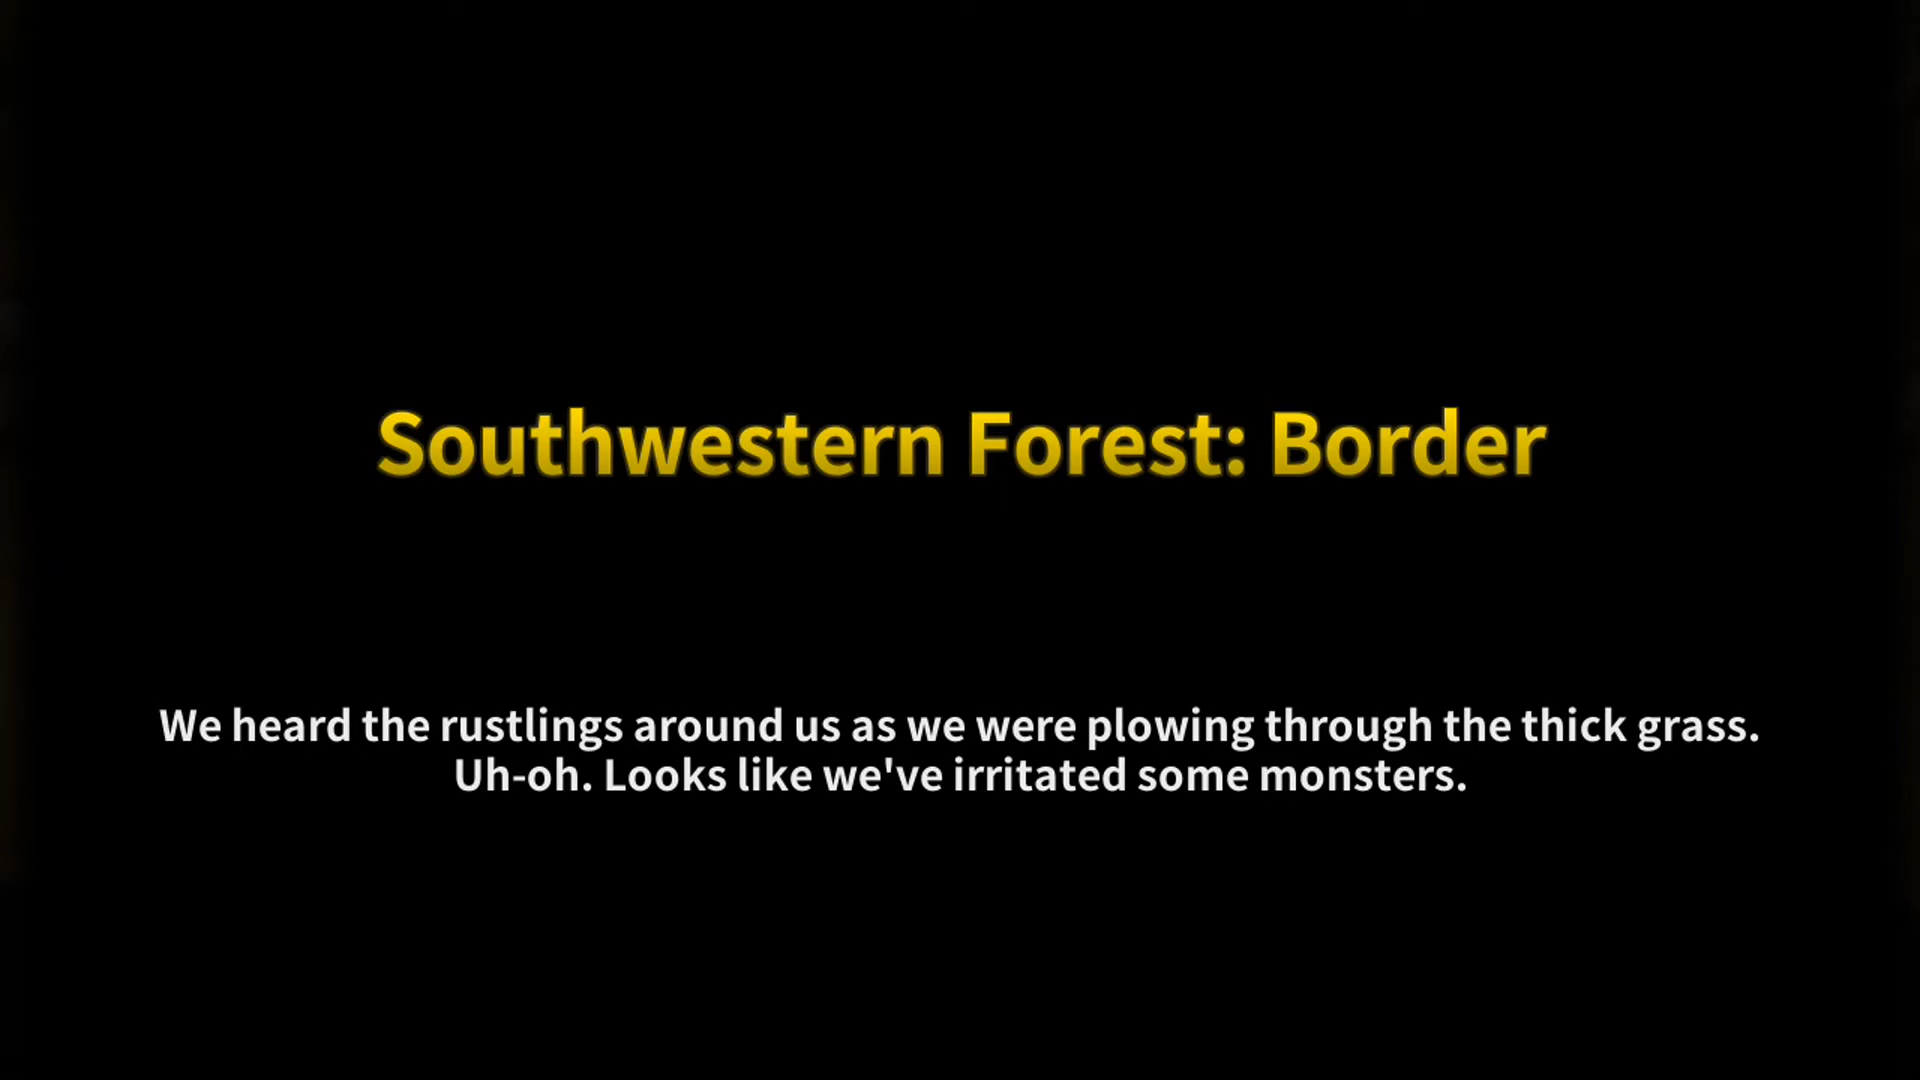 Southwestern Forest: Border
We heard the rustlings around us as we were plowing through the thick grass.
Uh-oh. Looks like we've irritated some monsters.